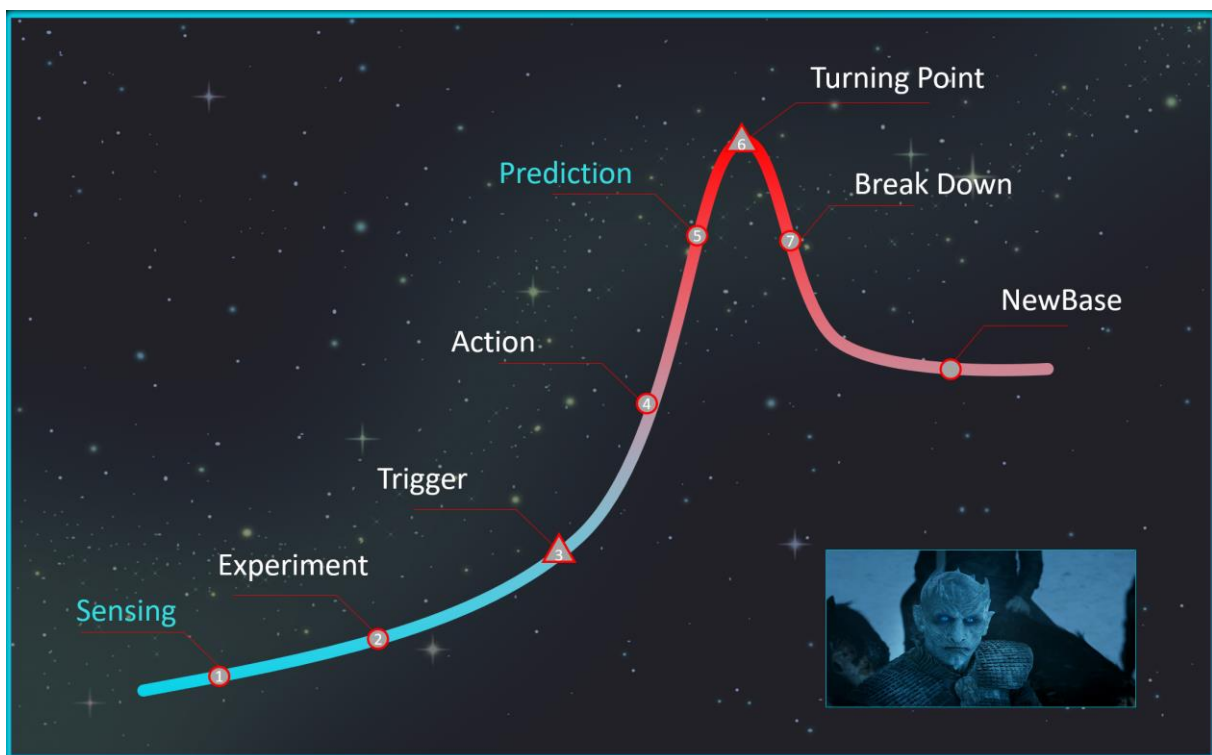 Turning Point
6
Prediction
Break Down
5
7
NewBase
Action
4
Trigger
3
Experiment
Sensing
2
1